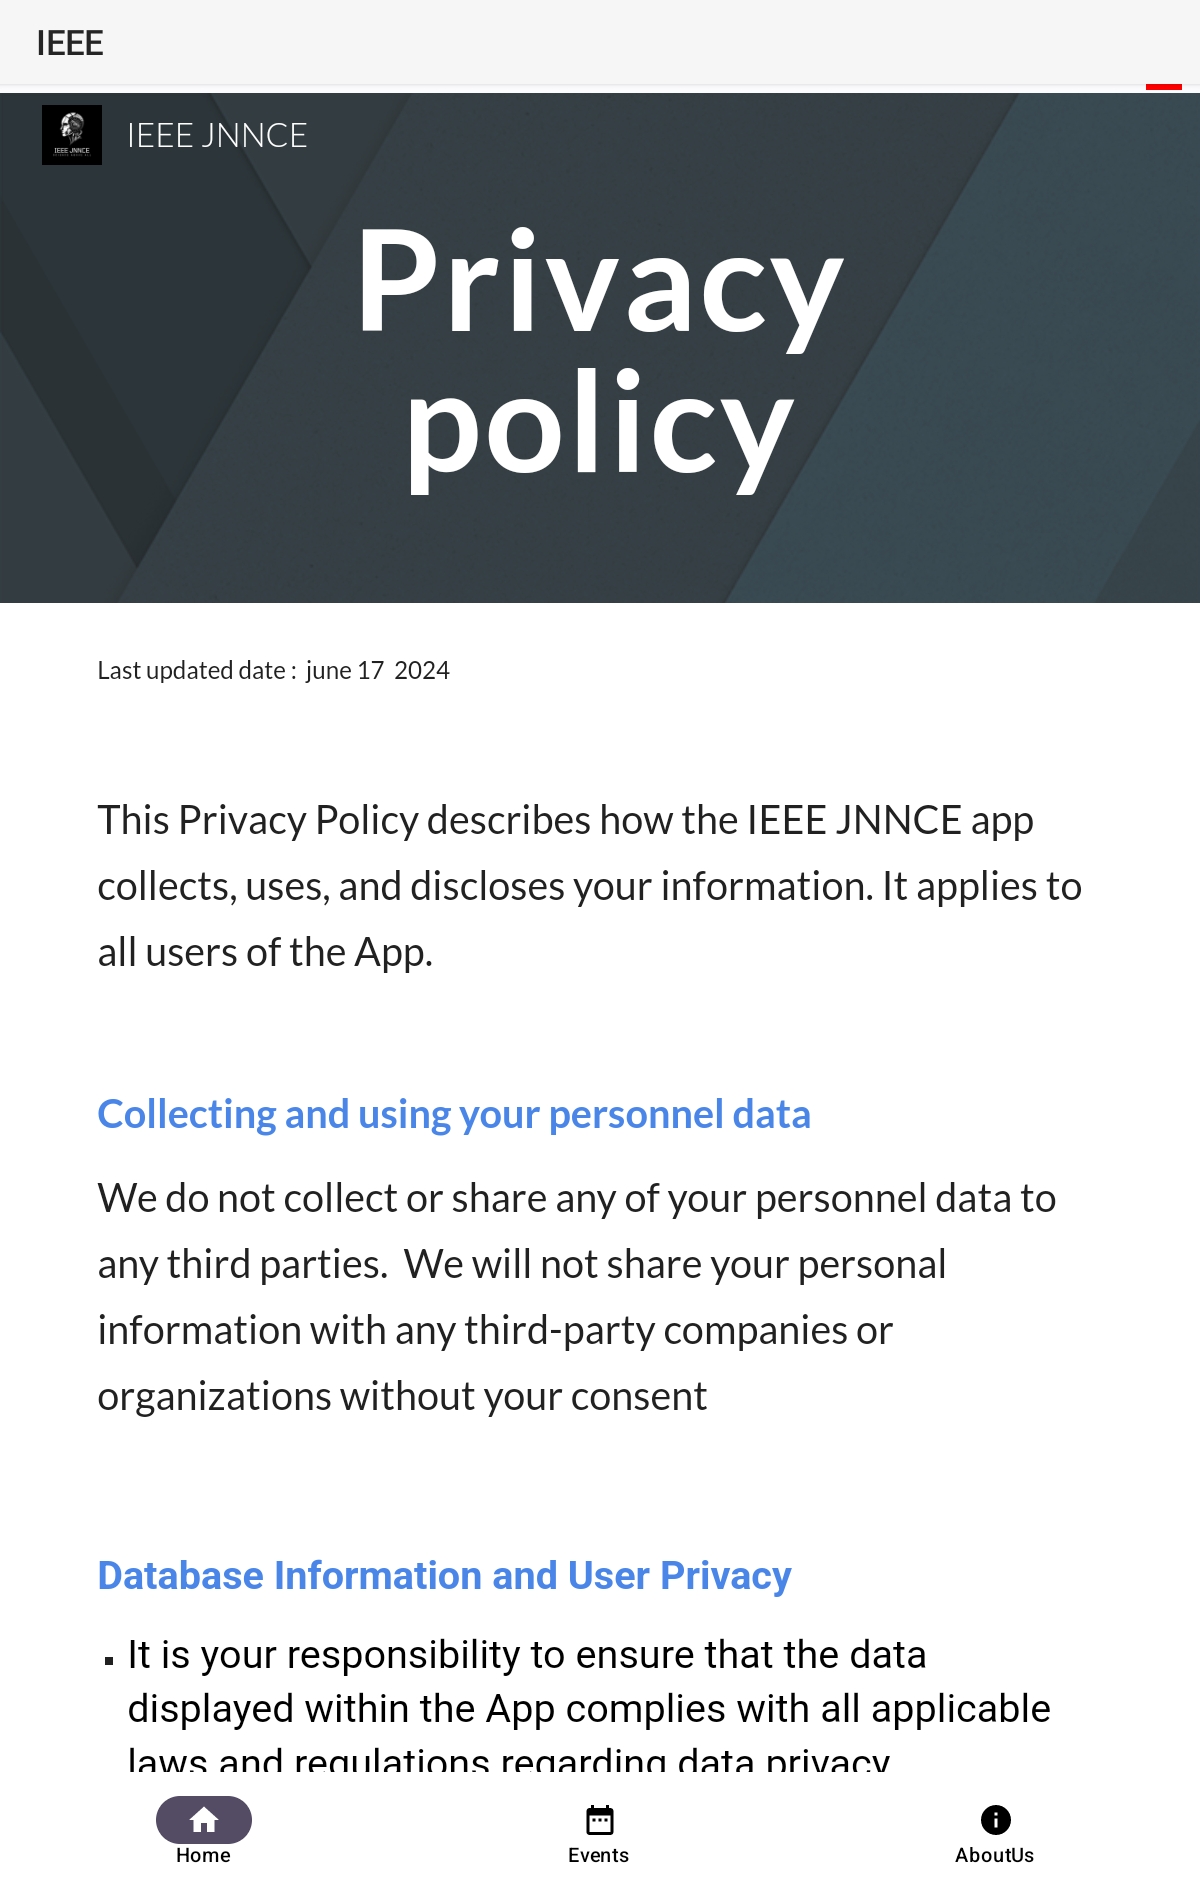 IEEE
IEEE JNNCE
IEEE JNNCE
Privacy
policy
Last updated date :  june 17  2024
This Privacy Policy describes how the IEEE JNNCE app
collects, uses, and discloses your information. It applies to
all users of the App.
Collecting and using your personnel data
We do not collect or share any of your personnel data to
any third parties.  We will not share your personal
information with any third-party companies or
organizations without your consent
Database Information and User Privacy
It is your responsibility to ensure that the data
displayed within the App complies with all applicable
laws and regulations regarding data privacy
Home
Events
AboutUs